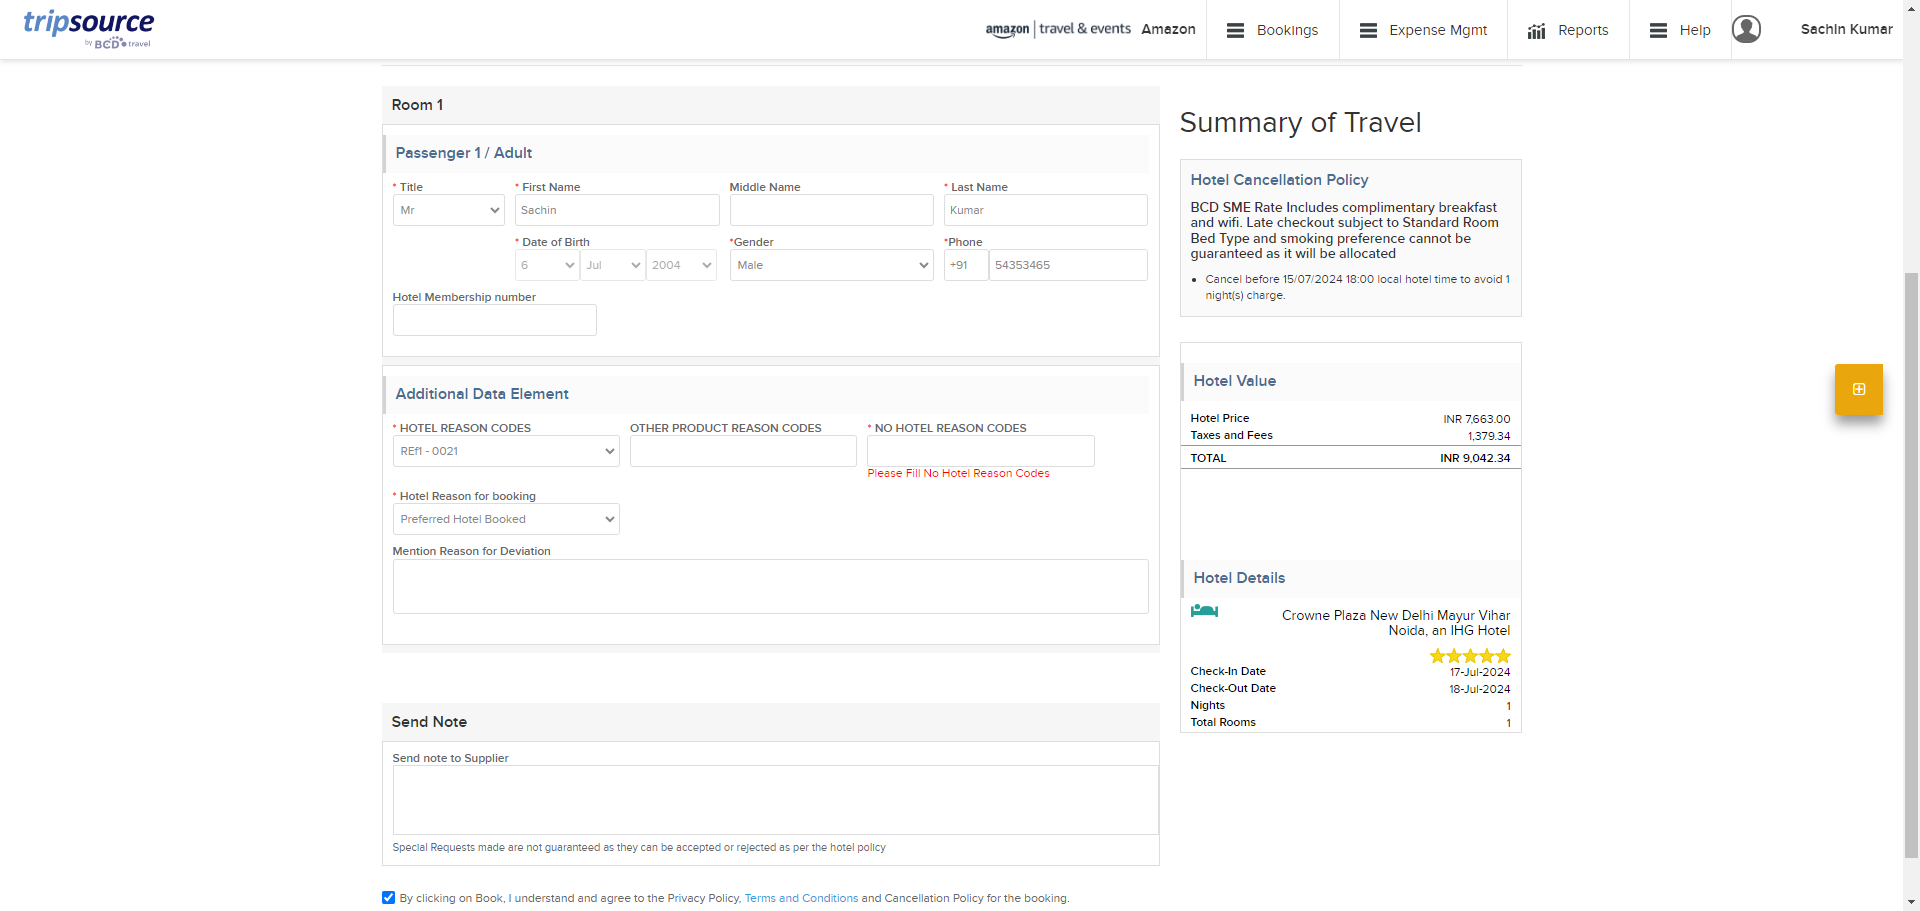 tripsource
by BCD travel
amazon | travel & events Amazon
Bookings
Expense Mgmt
Reports
Help
Sachin Kumar
Room 1
Passenger 1 / Adult
* Title
* First Name
Middle Name
* Last Name
Mr
Sachin
Kumar
* Date of Birth
*Gender
*Phone
6
Jul
2004
Male
+91
54353465
Hotel Membership number
Additional Data Element
* HOTEL REASON CODES
OTHER PRODUCT REASON CODES
* NO HOTEL REASON CODES
REf1 - 0021
Please Fill No Hotel Reason Codes
* Hotel Reason for booking
Preferred Hotel Booked
Mention Reason for Deviation
Send Note
Send note to Supplier
Special Requests made are not guaranteed as they can be accepted or rejected as per the hotel policy
By clicking on Book, I understand and agree to the Privacy Policy, Terms and Conditions and Cancellation Policy for the booking.
Summary of Travel
Hotel Cancellation Policy
BCD SME Rate Includes complimentary breakfast
and wifi. Late checkout subject to Standard Room
Bed Type and smoking preference cannot be
guaranteed as it will be allocated
• Cancel before 15/07/2024 18:00 local hotel time to avoid 1
night(s) charge.
Hotel Value
Hotel Price INR 7,663.00
Taxes and Fees 1,379.34
TOTAL INR 9,042.34
Hotel Details
Crowne Plaza New Delhi Mayur Vihar
Noida, an IHG Hotel
Check-In Date 17-Jul-2024
Check-Out Date 18-Jul-2024
Nights 1
Total Rooms 1